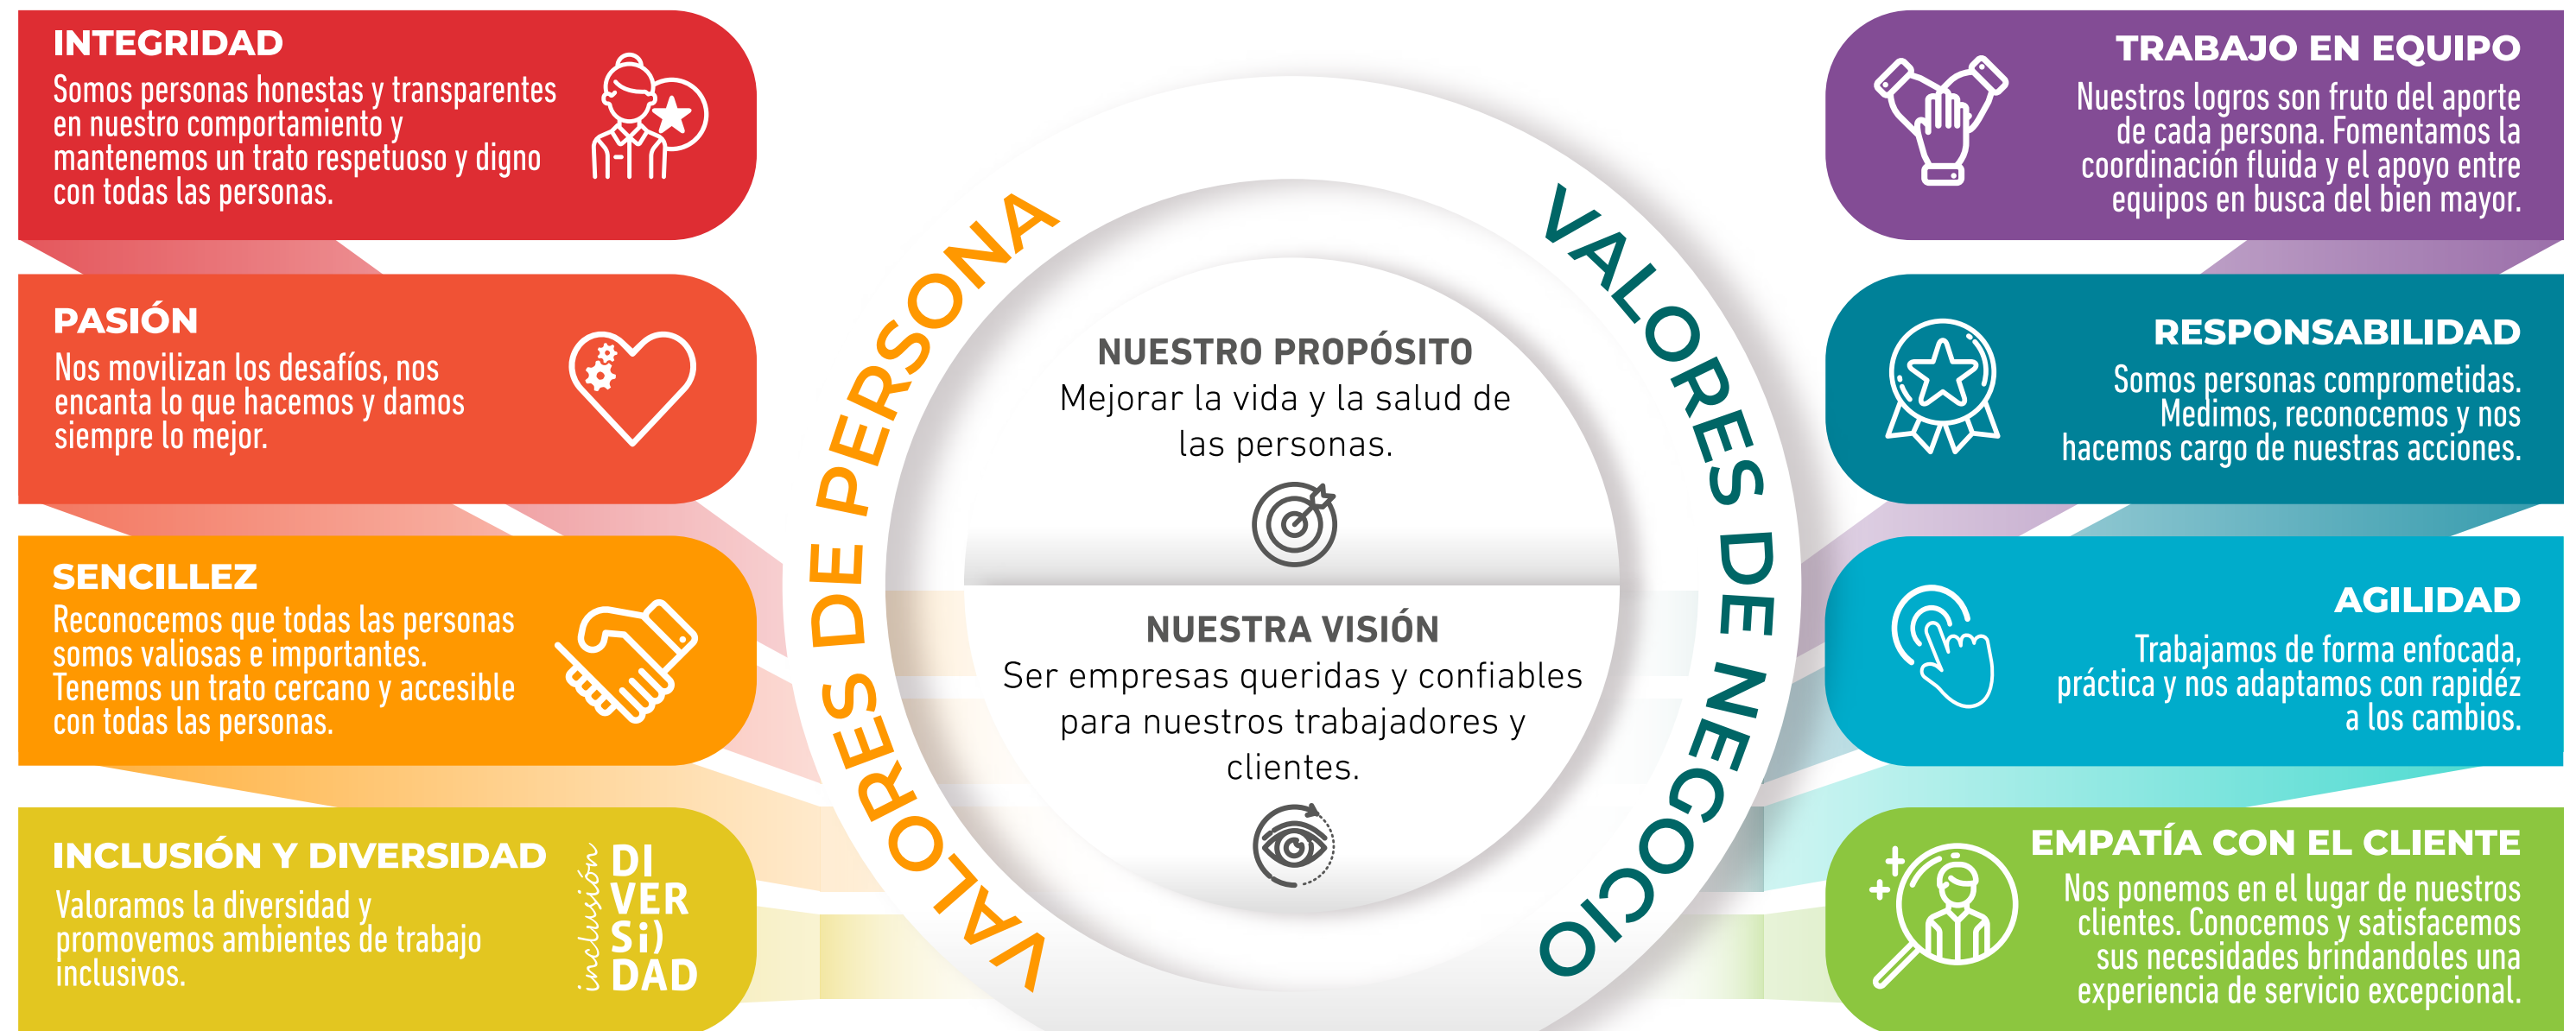 INTEGRIDAD
Somos personas honestas y transparentes
en nuestro comportamiento y
mantenemos un trato respetuoso y digno
con todas las personas.
PASIÓN
Nos movilizan los desafíos, nos
encanta lo que hacemos y damos
siempre lo mejor.
SENCILLEZ
Reconocemos que todas las personas
somos valiosas e importantes.
Tenemos un trato cercano y accesible
con todas las personas.
INCLUSIÓN Y DIVERSIDAD
Valoramos la diversidad y
promovemos ambientes de trabajo
inclusivos.
inclusión
DI
VER
Si)
DAD
VALORES DE PERSONA
NUESTRO PROPÓSITO
Mejorar la vida y la salud de
las personas.
NUESTRA VISIÓN
Ser empresas queridas y confiables
para nuestros trabajadores y
clientes.
VALORES DE NEGOCIO
TRABAJO EN EQUIPO
Nuestros logros son fruto del aporte
de cada persona. Fomentamos la
coordinación fluida y el apoyo entre
equipos en busca del bien mayor.
RESPONSABILIDAD
Somos personas comprometidas.
Medimos, reconocemos y nos
hacemos cargo de nuestras acciones.
AGILIDAD
Trabajamos de forma enfocada,
práctica y nos adaptamos con rapidéz
a los cambios.
EMPATÍA CON EL CLIENTE
Nos ponemos en el lugar de nuestros
clientes. Conocemos y satisfacemos
sus necesidades brindandoles una
experiencia de servicio excepcional.